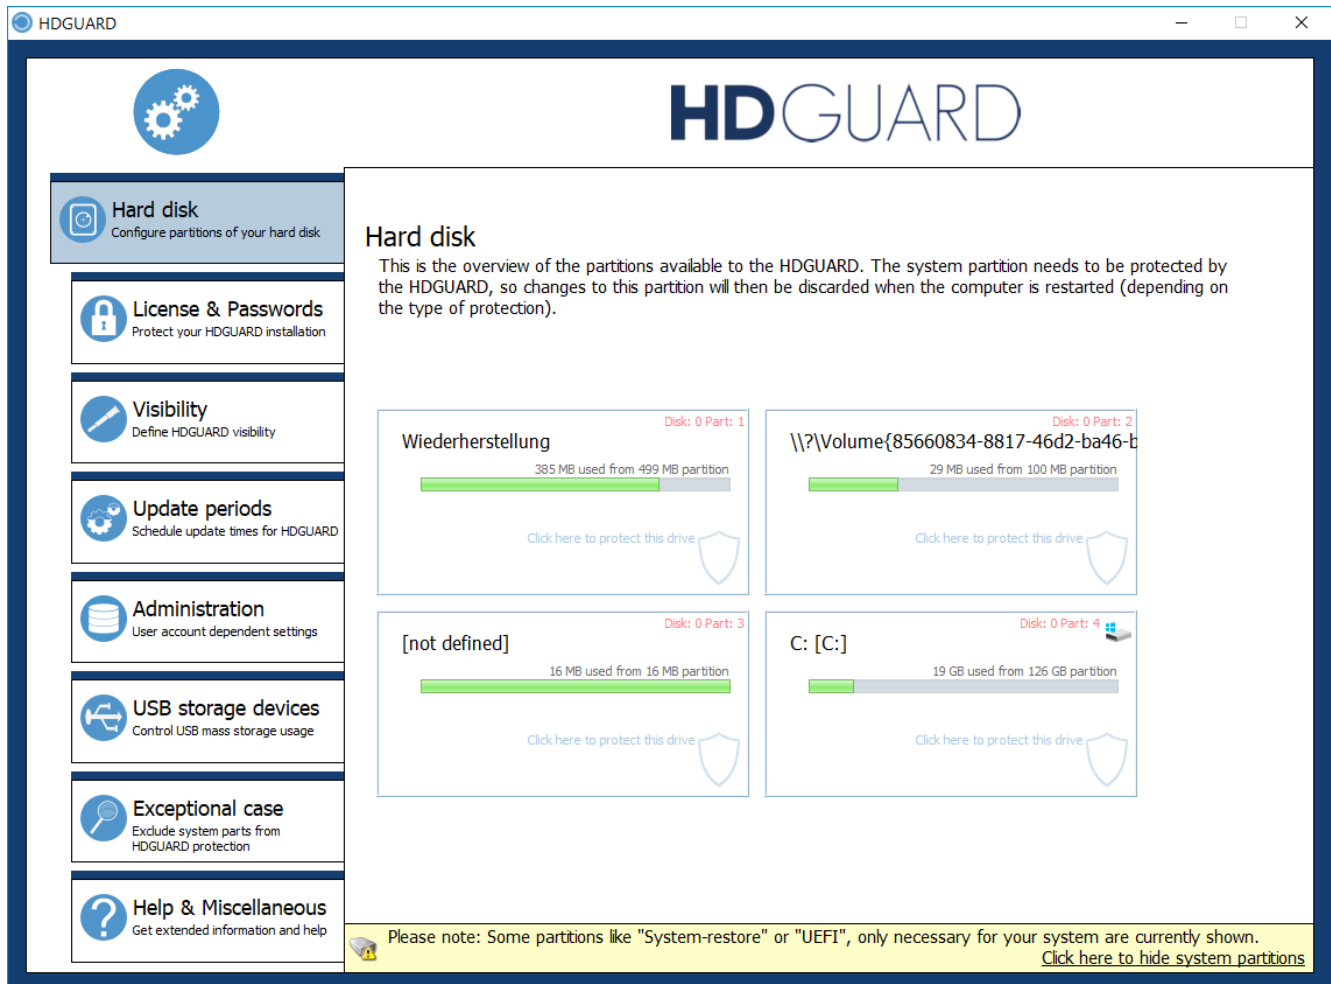 HDGUARD
HDGUARD
Hard disk
Configure partitions of your hard disk
License & Passwords
Protect your HDGUARD installation
Visibility
Define HDGUARD visibility
Update periods
Schedule update times for HDGUARD
Administration
User account dependent settings
USB storage devices
Control USB mass storage usage
Exceptional case
Exclude system parts from
HDGUARD protection
Help & Miscellaneous
Get extended information and help
Hard disk
This is the overview of the partitions available to the HDGUARD. The system partition needs to be protected by
the HDGUARD, so changes to this partition will then be discarded when the computer is restarted (depending on
the type of protection).
Disk: 0 Part: 1
Wiederherstellung
385 MB used from 499 MB partition
Click here to protect this drive
Disk: 0 Part: 2
\\?\Volume{85660834-8817-46d2-ba46-b
29 MB used from 100 MB partition
Click here to protect this drive
Disk: 0 Part: 3
[not defined]
16 MB used from 16 MB partition
Click here to protect this drive
Disk: 0 Part: 4
C: [C:]
19 GB used from 126 GB partition
Click here to protect this drive
Please note: Some partitions like "System-restore" or "UEFI", only necessary for your system are currently shown.
Click here to hide system partitions